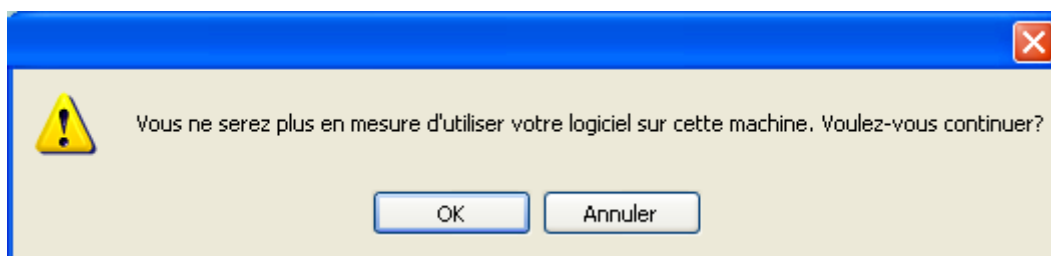 Vous ne serez plus en mesure d'utiliser votre logiciel sur cette machine. Voulez-vous continuer?
OK Annuler